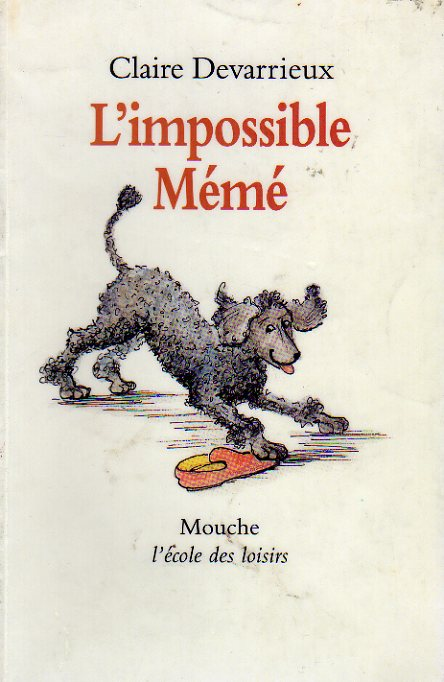 Claire Devarrieux
L'impossible
Mémé
Mouche
l'école des loisirs